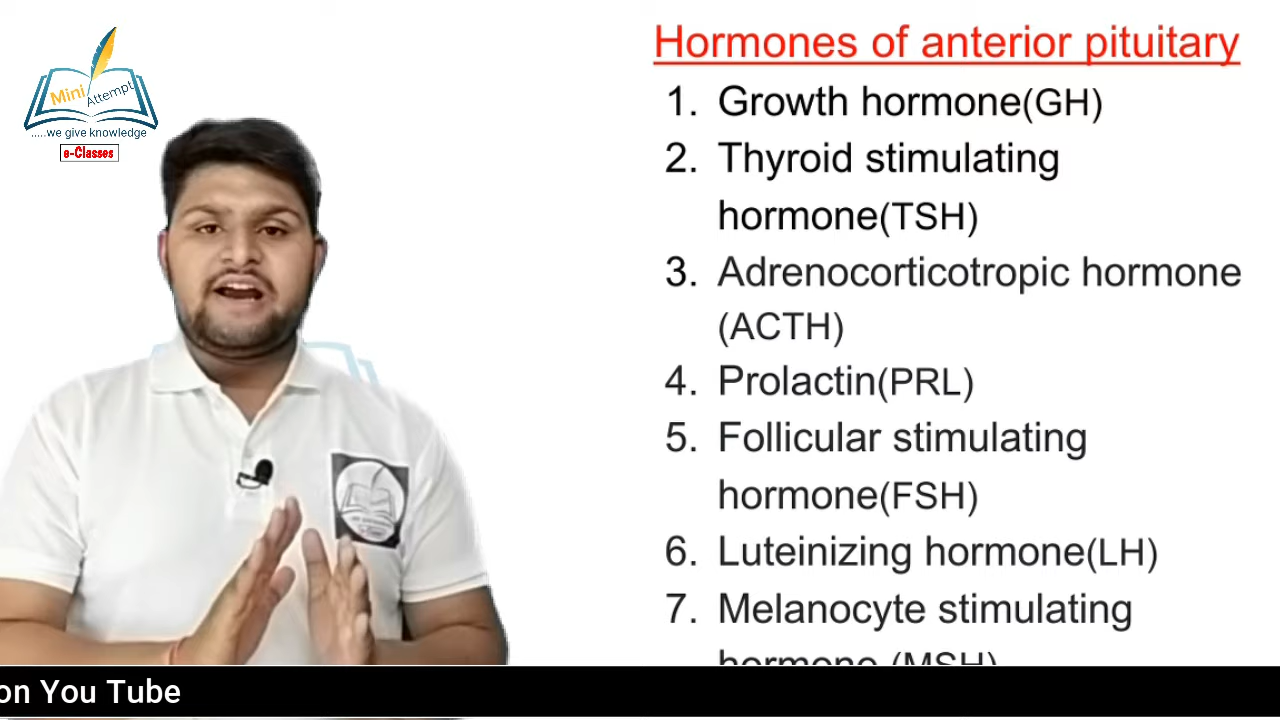 Mini
Attempt
.....we give knowledge
e-Classes
Hormones of anterior pituitary
1. Growth hormone(GH)
2. Thyroid stimulating
hormone(TSH)
3. Adrenocorticotropic hormone
(ACTH)
4. Prolactin(PRL)
5. Follicular stimulating
hormone(FSH)
6. Luteinizing hormone(LH)
7. Melanocyte stimulating
hormone (MSH)
on You Tube